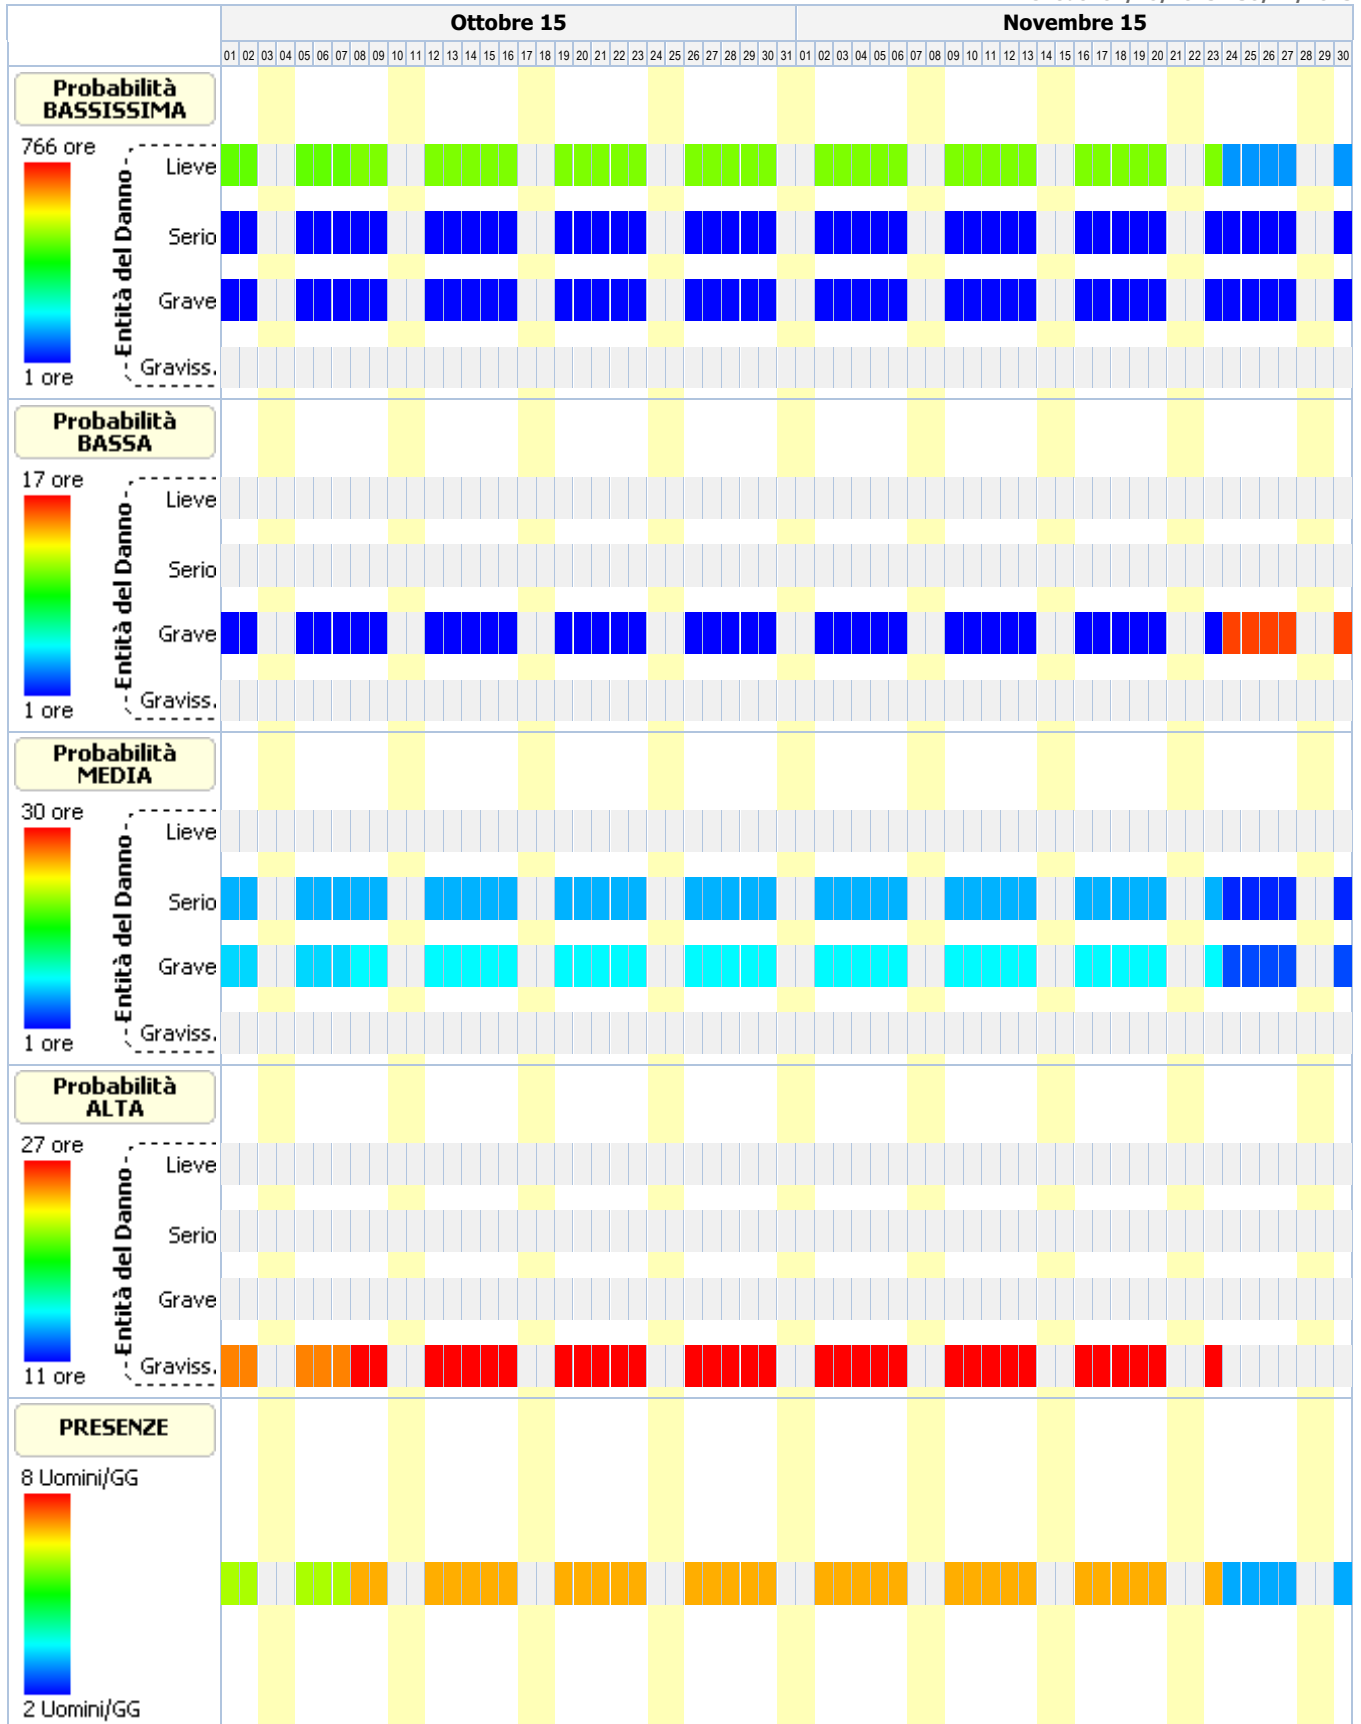 Ottobre 15 Novembre 15
01 02 03 04 05 06 07 08 09 10 11 12 13 14 15 16 17 18 19 20 21 22 23 24 25 26 27 28 29 30 31 01 02 03 04 05 06 07 08 09 10 11 12 13 14 15 16 17 18 19 20 21 22 23 24 25 26 27 28 29 30
Probabilità
BASSISSIMA
766 ore
Entità del Danno
Lieve
Serio
Grave
Graviss.
1 ore
Probabilità
BASSA
17 ore
Entità del Danno
Lieve
Serio
Grave
Graviss.
1 ore
Probabilità
MEDIA
30 ore
Entità del Danno
Lieve
Serio
Grave
Graviss.
1 ore
Probabilità
ALTA
27 ore
Entità del Danno
Lieve
Serio
Grave
Graviss.
11 ore
PRESENZE
8 Uomini/GG
2 Uomini/GG